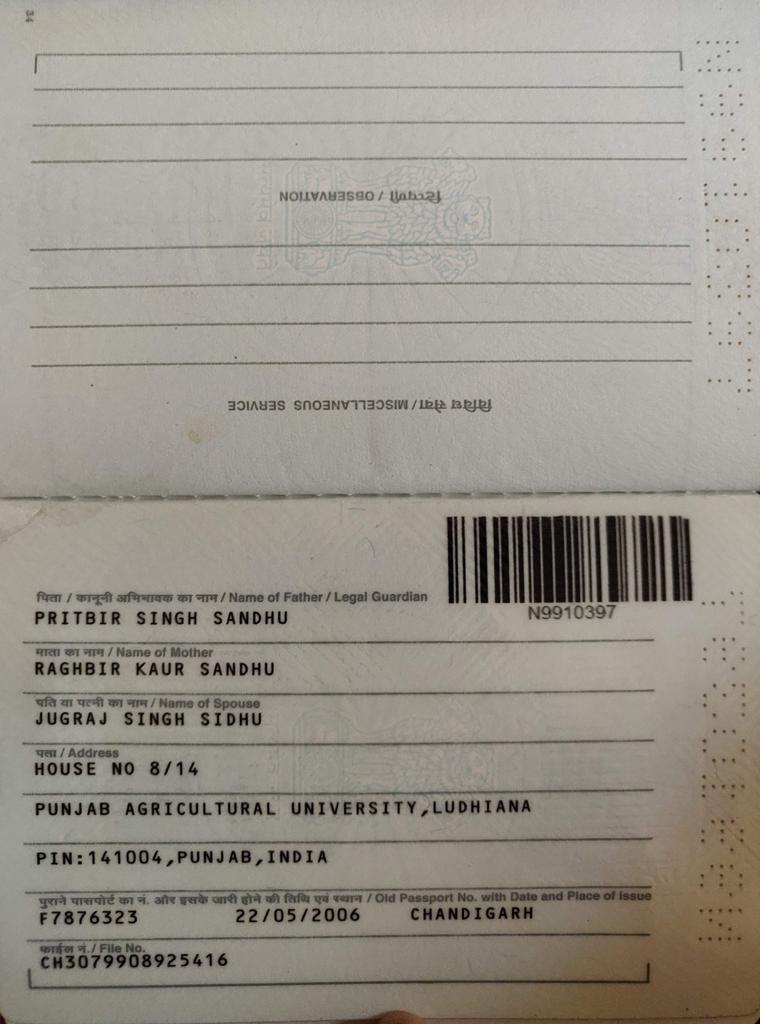 34
टिप्पणी / OBSERVATION
विविध सेवा / MISCELLANEOUS SERVICE
N9910397
पिता / कानूनी अभिभावक का नाम / Name of Father / Legal Guardian
PRITBIR SINGH SANDHU
माता का नाम / Name of Mother
RAGHBIR KAUR SANDHU
पति या पत्नी का नाम / Name of Spouse
JUGRAJ SINGH SIDHU
पता / Address
HOUSE NO 8/14
PUNJAB AGRICULTURAL UNIVERSITY,LUDHIANA
PIN:141004,PUNJAB,INDIA
पुराने पासपोर्ट का नं. और इसके जारी होने की तिथि एवं स्थान / Old Passport No. with Date and Place of issue
F7876323 22/05/2006 CHANDIGARH
फाईल नं./ File No.
CH3079908925416